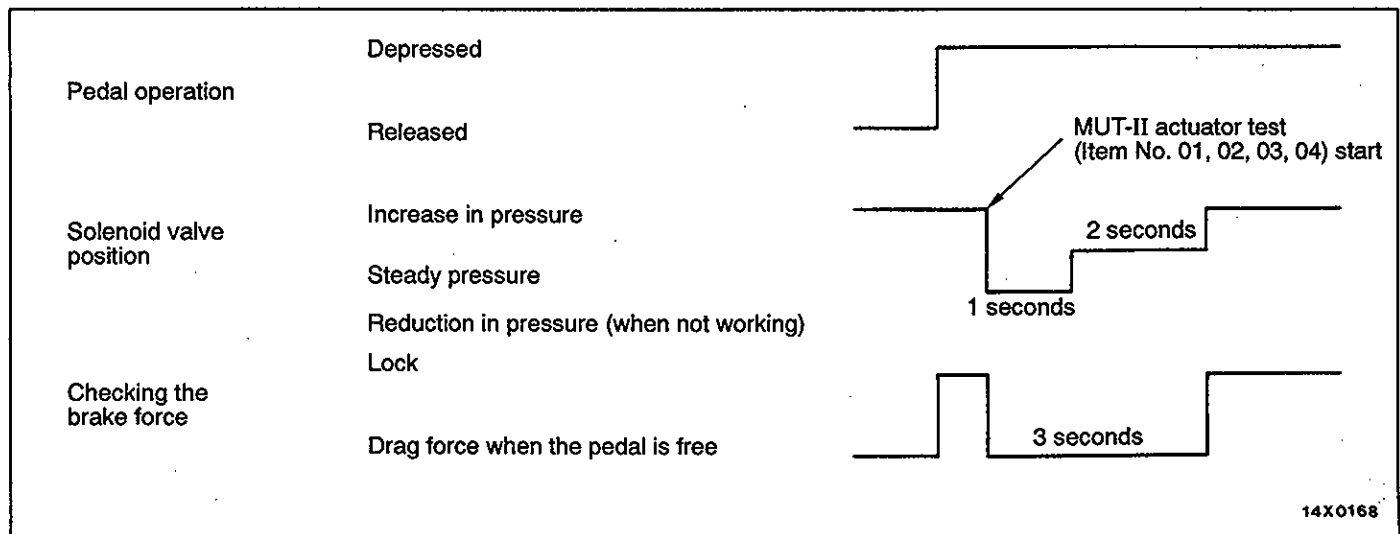 Pedal operation
Depressed
Released
MUT-II actuator test
(Item No. 01, 02, 03, 04) start
Solenoid valve
position
Increase in pressure
Steady pressure
Reduction in pressure (when not working)
2 seconds
1 seconds
Checking the
brake force
Lock
Drag force when the pedal is free
3 seconds
14X0168